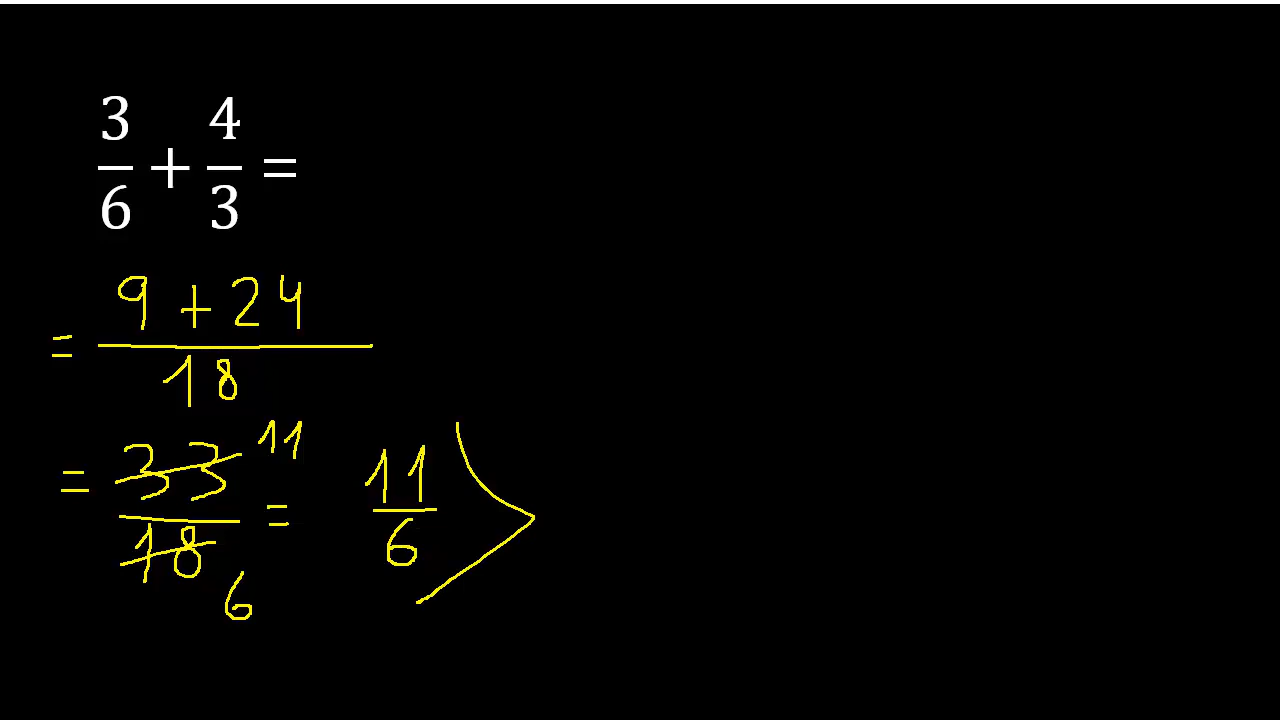 3/6 + 4/3 =
= (9 + 24)/18
= 33/18 11 6 = 11/6